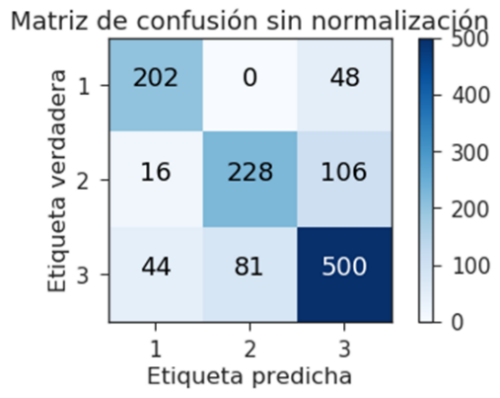 Matriz de confusión sin normalización
Etiqueta verdadera
1 202 0 48
2 16 228 106
3 44 81 500
1 2 3
Etiqueta predicha
500
400
300
200
100
0